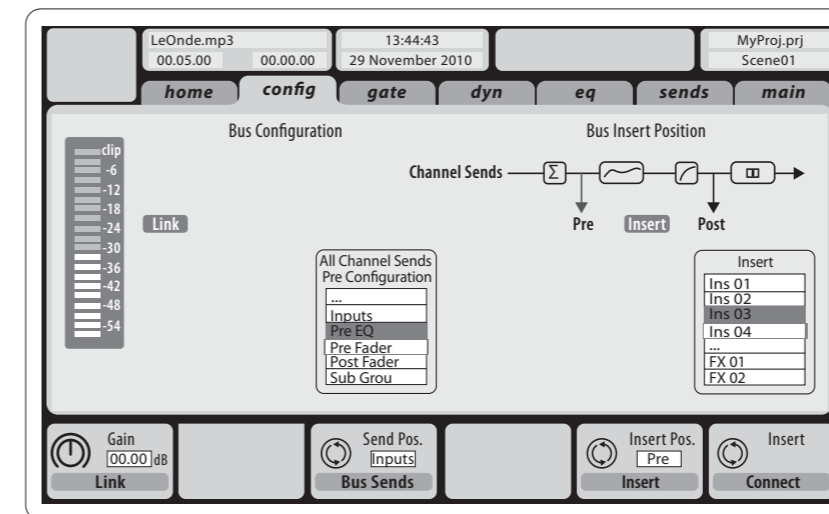 LeOnde.mp3
00.05.00 00.00.00
13:44:43
29 November 2010
MyProj.prj
Scene01
home config gate dyn eq sends main
Bus Configuration
Bus Insert Position
clip
-6
-12
-18
-24
-30
-36
-42
-48
-54
Link
Channel Sends
Σ
Pre Insert Post
All Channel Sends
Pre Configuration
...
Inputs
Pre EQ
Pre Fader
Post Fader
Sub Grou
Insert
Ins 01
Ins 02
Ins 03
Ins 04
...
FX 01
FX 02
Gain
00.00 dB
Link
Send Pos.
Inputs
Bus Sends
Insert Pos.
Pre
Insert
Insert
Connect